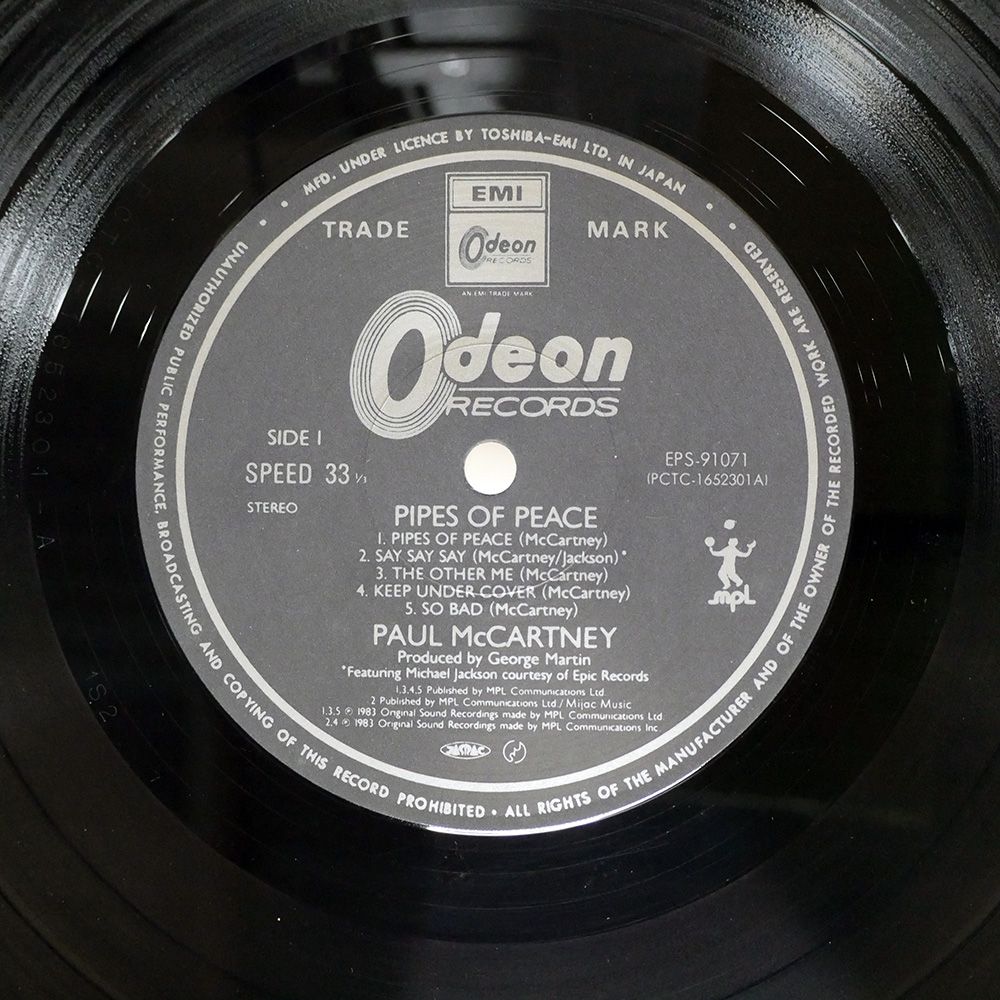 MFD. UNDER LICENCE BY TOSHIBA-EMI LTD. IN JAPAN
EMI
TRADE MARK
Odeon
RECORDS
AN EMI TRADE MARK
Odeon
RECORDS
SIDE 1
SPEED 33 1/3
STEREO
EPS-91071
(PCTC-1652301A)
PIPES OF PEACE
1. PIPES OF PEACE (McCartney)
2. SAY SAY SAY (McCartney/Jackson)*
3. THE OTHER ME (McCartney)
4. KEEP UNDER COVER (McCartney)
5. SO BAD (McCartney)
mpL
PAUL McCARTNEY
Produced by George Martin
*Featuring Michael Jackson courtesy of Epic Records
1.3.4.5 Published by MPL Communications Ltd.
2 Published by MPL Communications Ltd/Mijac Music
1.3.5 ℗ 1983 Original Sound Recordings made by MPL Communications Ltd
2.4 ℗ 1983 Original Sound Recordings made by MPL Communications Inc
JASRAC
UNAUTHORIZED PUBLIC PERFORMANCE, BROADCASTING AND COPYING OF THIS RECORD PROHIBITED • ALL RIGHTS OF THE MANUFACTURER AND OF THE OWNER OF THE RECORDED WORK ARE RESERVED
1S2